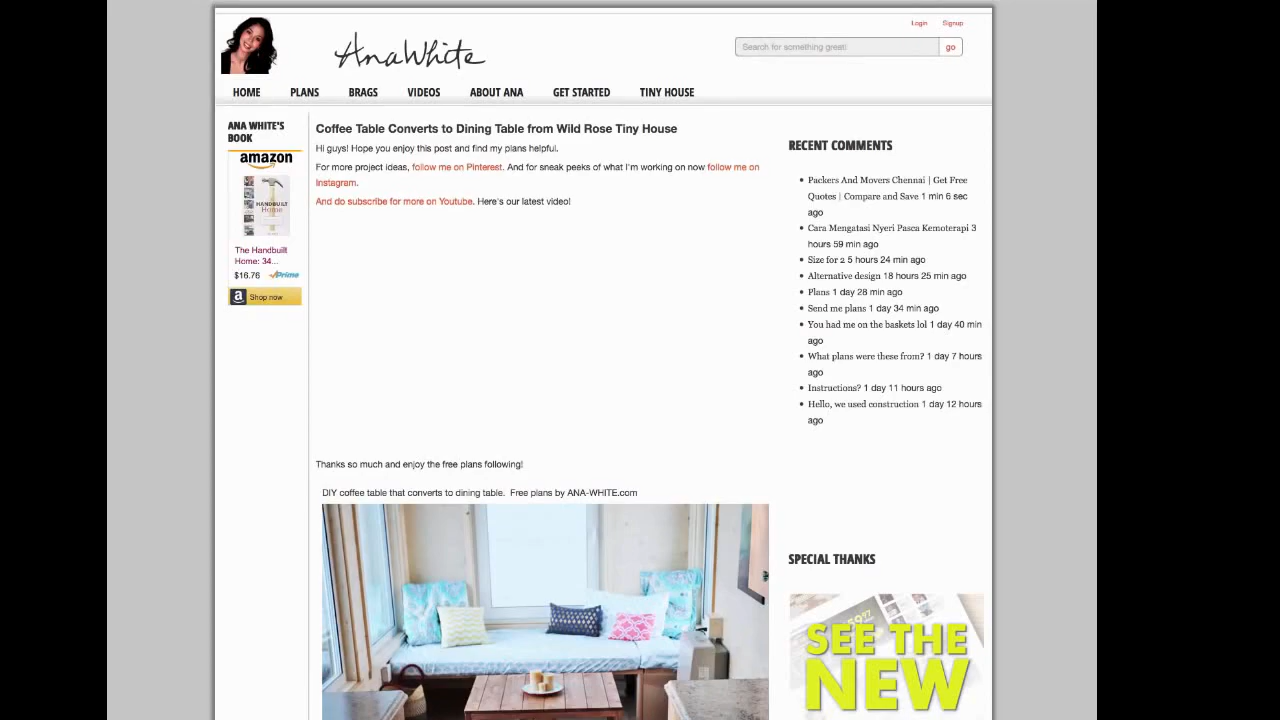 Login Signup
AnaWhite
Search for something great!
go
HOME PLANS BRAGS VIDEOS ABOUT ANA GET STARTED TINY HOUSE
ANA WHITE'S
BOOK
amazon
HANDBUILT
Home
The Handbuilt
Home: 34...
$16.76 Prime
a Shop now
Coffee Table Converts to Dining Table from Wild Rose Tiny House
Hi guys! Hope you enjoy this post and find my plans helpful.
For more project ideas, follow me on Pinterest. And for sneak peeks of what I'm working on now follow me on
Instagram.
And do subscribe for more on Youtube. Here's our latest video!
Thanks so much and enjoy the free plans following!
DIY coffee table that converts to dining table. Free plans by ANA-WHITE.com
RECENT COMMENTS
Packers And Movers Chennai | Get Free
Quotes | Compare and Save 1 min 6 sec
ago
Cara Mengatasi Nyeri Pasca Kemoterapi 3
hours 59 min ago
Size for 2 5 hours 24 min ago
Alternative design 18 hours 25 min ago
Plans 1 day 28 min ago
Send me plans 1 day 34 min ago
You had me on the baskets lol 1 day 40 min
ago
What plans were these from? 1 day 7 hours
ago
Instructions? 1 day 11 hours ago
Hello, we used construction 1 day 12 hours
ago
SPECIAL THANKS
SEE THE
NEW